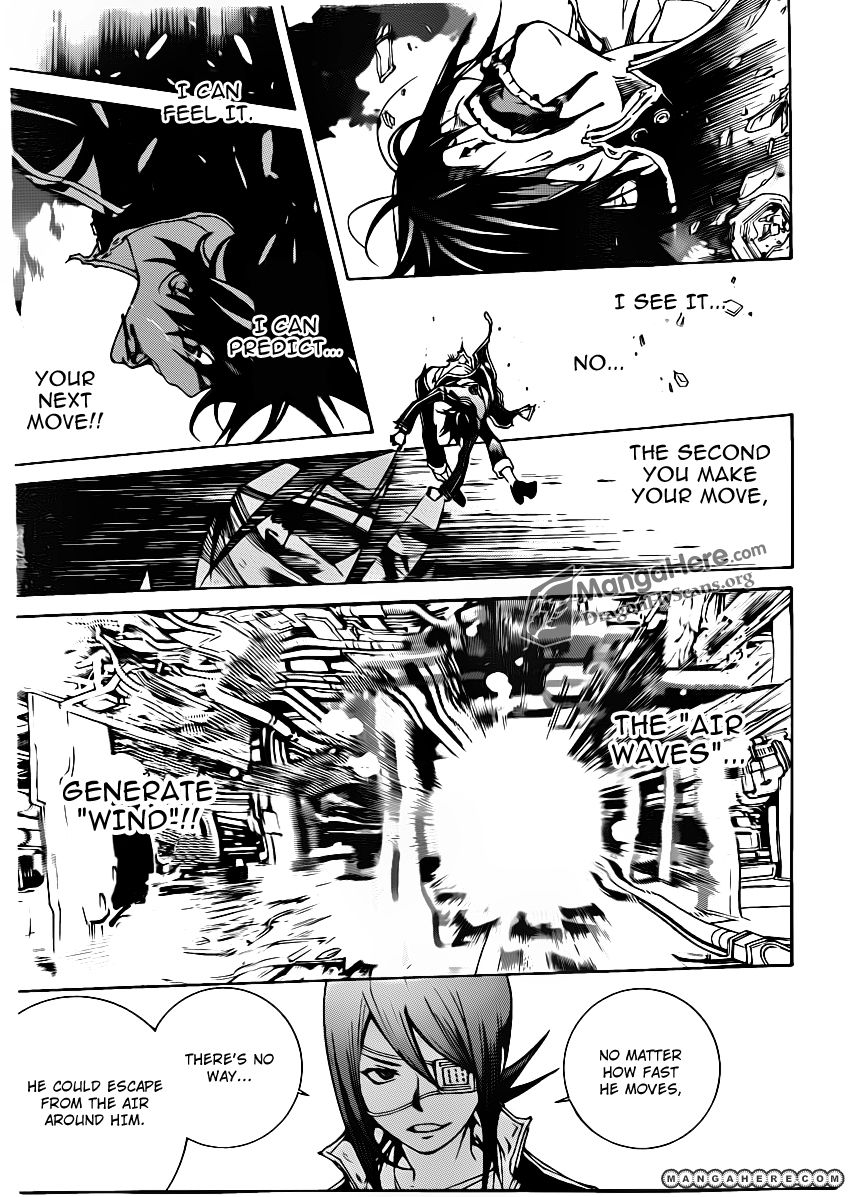 I SEE IT...
NO...
I CAN
FEEL IT.
I CAN
PREDICT...
YOUR
NEXT
MOVE!!
THE SECOND
YOU MAKE
YOUR MOVE,
MangaHere.com
DragonFlyScans.org
THE "AIR
WAVES"...
GENERATE
"WIND"!!
NO MATTER
HOW FAST
HE MOVES,
THERE'S NO
WAY...
HE COULD ESCAPE
FROM THE AIR
AROUND HIM.
MANGAHERE.COM